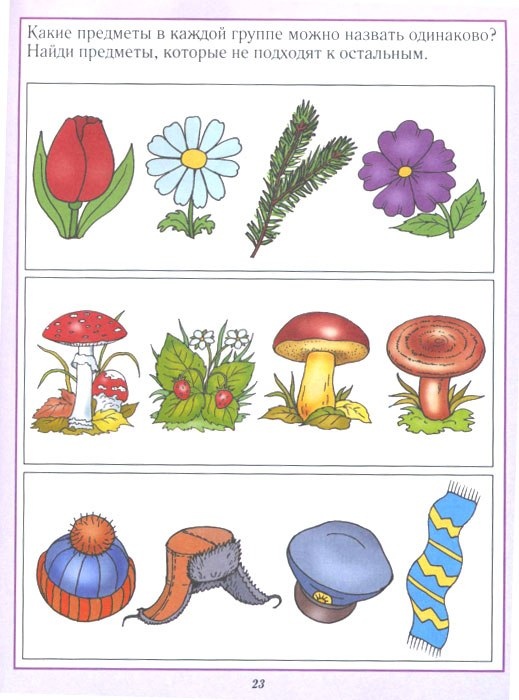 Какие предметы в каждой группе можно назвать одинаково?
Найди предметы, которые не подходят к остальным.
23